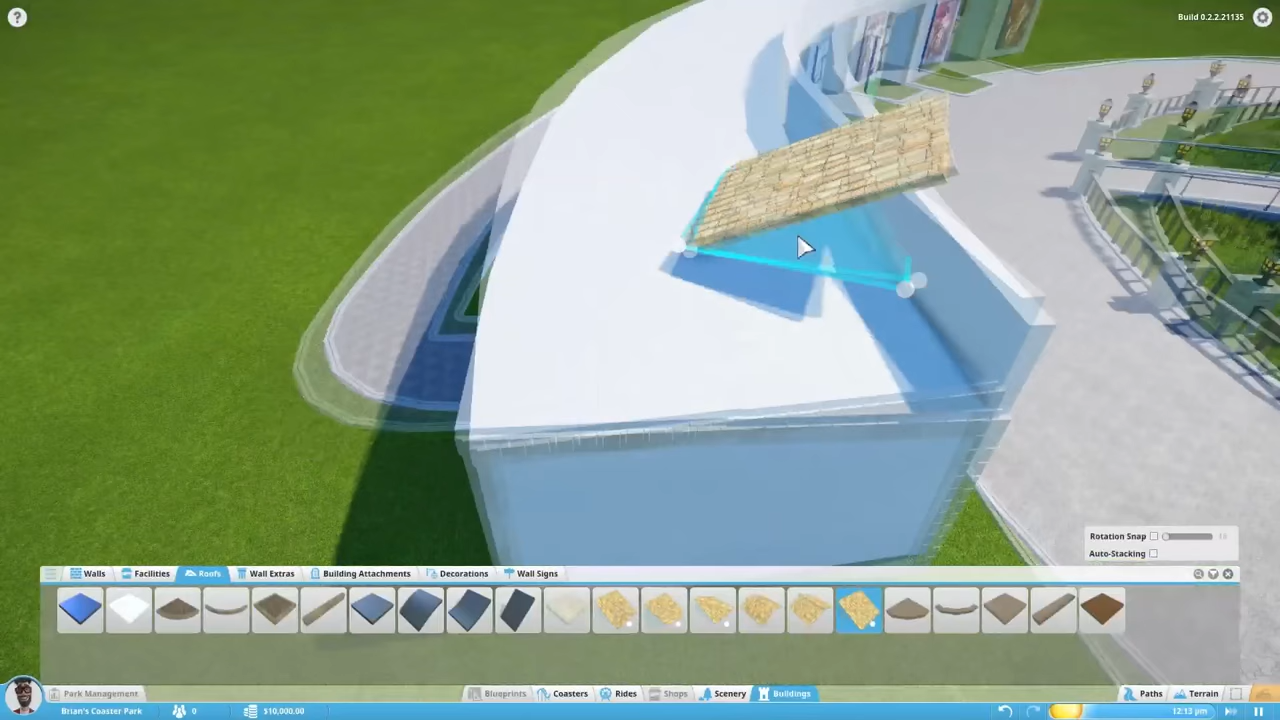 ?
Build 0.2.2.21135
Rotation Snap 10
Auto-Stacking
Walls Facilities Roofs Wall Extras Building Attachments Decorations Wall Signs
Park Management Blueprints Coasters Rides Shops Scenery Buildings Paths Terrain
Brian's Coaster Park 0 $10,000.00 12:13 pm